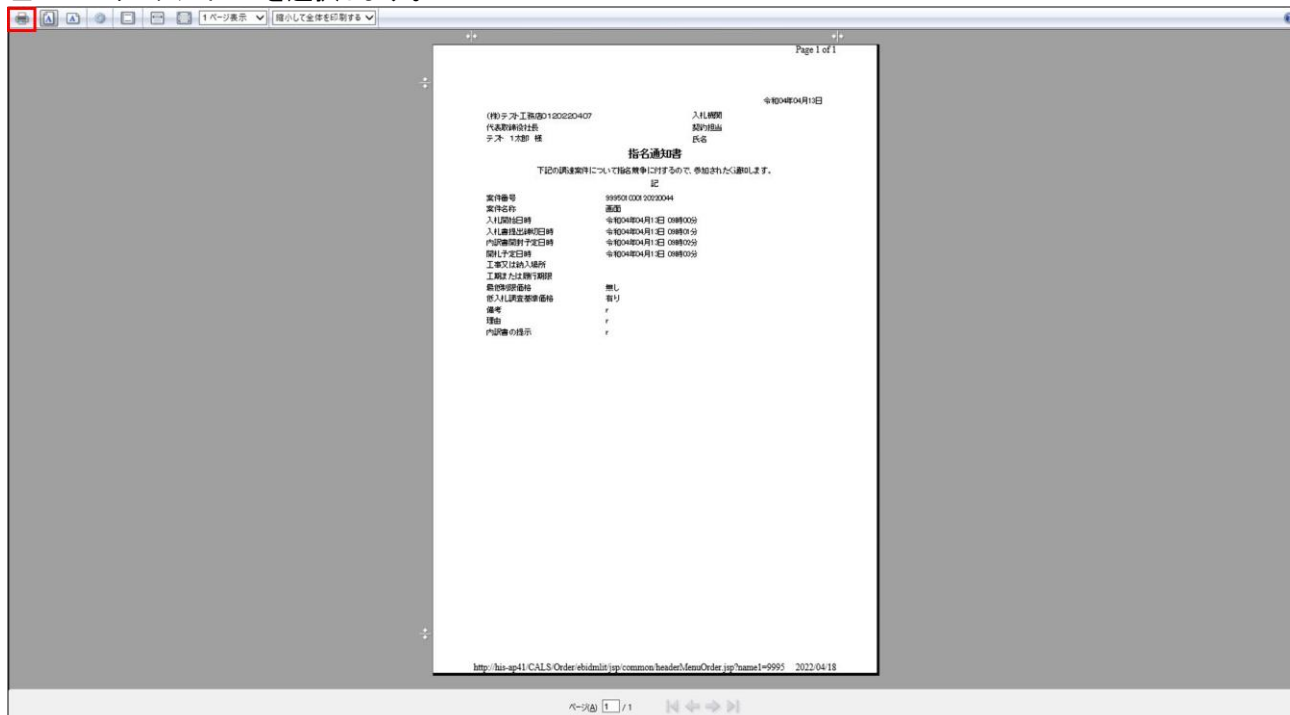 を選択します。
1 ページ表示 縮小して全体を印刷する
Page 1 of 1
令和04年04月13日
(株)テスト工務店0120220407 入札機関
代表取締役社長 契約担当
テスト 1太郎 様 氏名
指名通知書
下記の調達案件について指名競争に付するので、参加されたく通知します。
記
案件番号 9995010300120220044
案件名称 画面
入札開始日時 令和04年04月13日 09時00分
入札書提出締切日時 令和04年04月13日 09時01分
内訳書開封予定日時 令和04年04月13日 09時02分
開札予定日時 令和04年04月13日 09時03分
工事又は納入場所
工期または履行期限
最低制限価格 無し
低入札調査基準価格 有り
備考 r
理由 r
内訳書の提示 r
http://his-ap41/CALS/Order/ebidmlit/jsp/common/headerMenuOrder.jsp?name1=9995 2022/04/18
ページ(A) 1 / 1